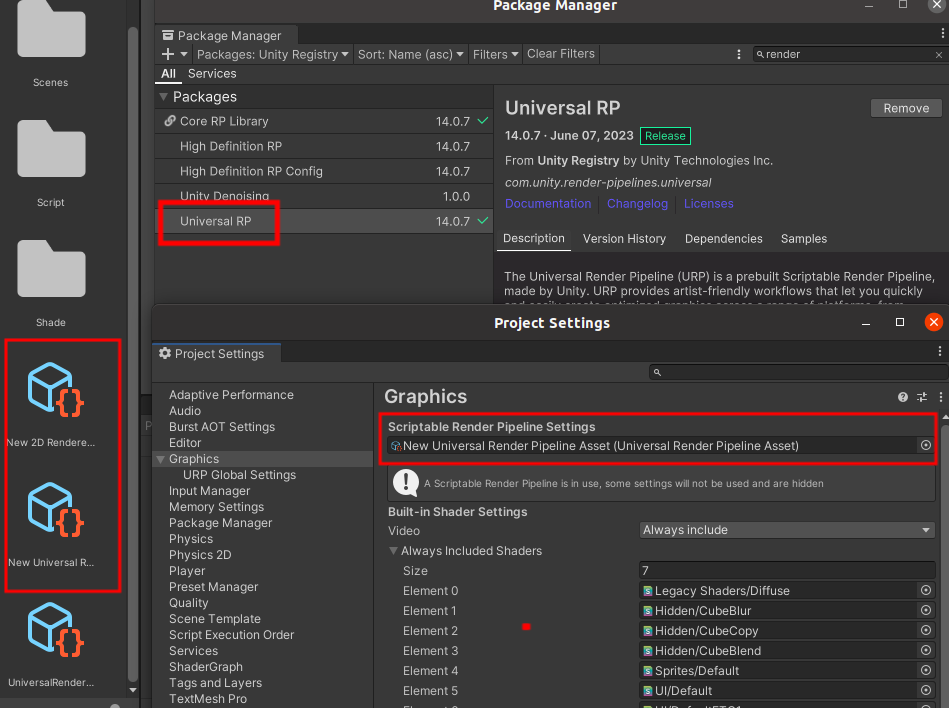 Scenes
Script
Shade
New 2D Rendere...
New Universal R...
UniversalRender...
Package Manager
Package Manager
Packages: Unity Registry
Sort: Name (asc)
Filters
Clear Filters
render
All
Services
Packages
Core RP Library 14.0.7
High Definition RP 14.0.7
High Definition RP Config 14.0.7
Unity Denoising 1.0.0
Universal RP 14.0.7
Universal RP
Remove
14.0.7 · June 07, 2023 Release
From Unity Registry by Unity Technologies Inc.
com.unity.render-pipelines.universal
Documentation Changelog Licenses
Description Version History Dependencies Samples
The Universal Render Pipeline (URP) is a prebuilt Scriptable Render Pipeline,
made by Unity. URP provides artist-friendly workflows that let you quickly
and easily create optimized graphics across a range of platforms, from
Project Settings
Project Settings
Adaptive Performance
Audio
Burst AOT Settings
Editor
Graphics
URP Global Settings
Input Manager
Memory Settings
Package Manager
Physics
Physics 2D
Player
Preset Manager
Quality
Scene Template
Script Execution Order
Services
ShaderGraph
Tags and Layers
TextMesh Pro
Graphics
Scriptable Render Pipeline Settings
New Universal Render Pipeline Asset (Universal Render Pipeline Asset)
A Scriptable Render Pipeline is in use, some settings will not be used and are hidden
Built-in Shader Settings
Video Always include
Always Included Shaders
Size 7
Element 0 Legacy Shaders/Diffuse
Element 1 Hidden/CubeBlur
Element 2 Hidden/CubeCopy
Element 3 Hidden/CubeBlend
Element 4 Sprites/Default
Element 5 UI/Default